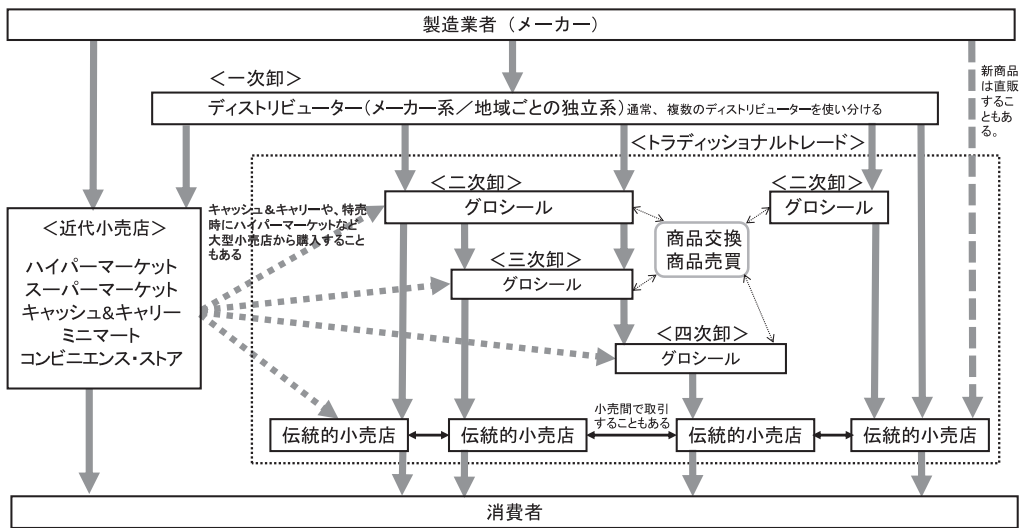 製造業者（メーカー）
＜一次卸＞
新商品
は直販
するこ
ともあ
る。
ディストリビューター（メーカー系／地域ごとの独立系）通常、複数のディストリビューターを使い分ける
＜トラディッショナルトレード＞
＜二次卸＞
グロシール
＜二次卸＞
グロシール
キャッシュ&キャリーや、特売
時にハイパーマーケットなど
大型小売店から購入すること
もある
＜近代小売店＞
ハイパーマーケット
スーパーマーケット
キャッシュ&キャリー
ミニマート
コンビニエンス・ストア
商品交換
商品売買
＜三次卸＞
グロシール
＜四次卸＞
グロシール
小売間で取引
することもある
伝統的小売店
伝統的小売店
伝統的小売店
伝統的小売店
消費者